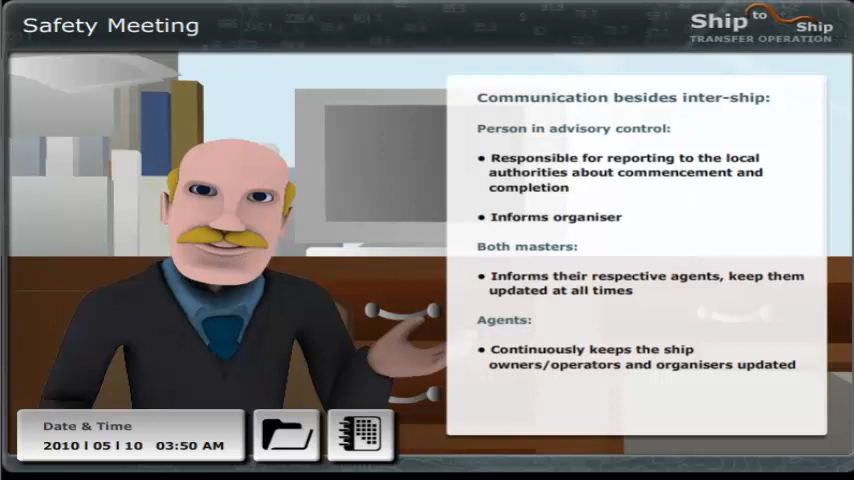 Safety Meeting
Ship to Ship
TRANSFER OPERATION
Communication besides inter-ship:
Person in advisory control:
• Responsible for reporting to the local
authorities about commencement and
completion
• Informs organiser
Both masters:
• Informs their respective agents, keep them
updated at all times
Agents:
• Continuously keeps the ship
owners/operators and organisers updated
Date & Time
2010 | 05 | 10 03:50 AM